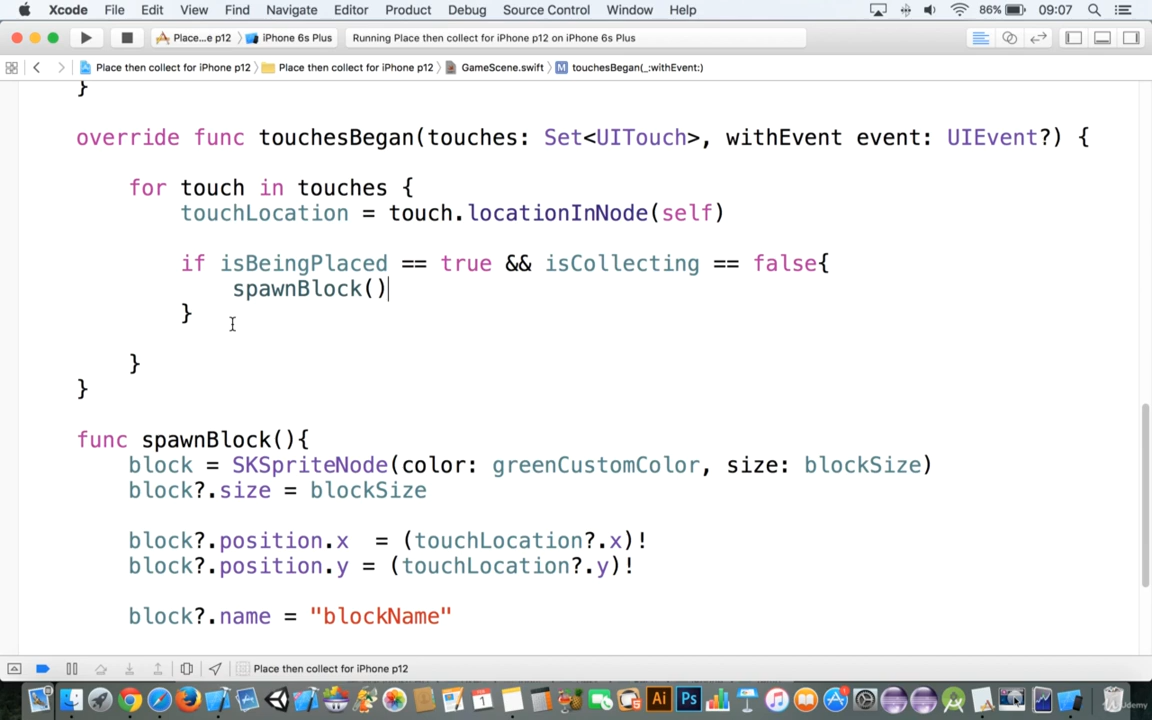 Xcode File Edit View Find Navigate Editor Product Debug Source Control Window Help 86% 09:07
Place...e p12 iPhone 6s Plus Running Place then collect for iPhone p12 on iPhone 6s Plus
Place then collect for iPhone p12 Place then collect for iPhone p12 GameScene.swift M touchesBegan(_:withEvent:)
}
override func touchesBegan(touches: Set<UITouch>, withEvent event: UIEvent?) {
for touch in touches {
touchLocation = touch.locationInNode(self)
if isBeingPlaced == true && isCollecting == false{
spawnBlock()
}
}
}
func spawnBlock(){
block = SKSpriteNode(color: greenCustomColor, size: blockSize)
block?.size = blockSize
block?.position.x  = (touchLocation?.x)!
block?.position.y = (touchLocation?.y)!
block?.name = "blockName"
Place then collect for iPhone p12
1 Ai Ps
Udemy